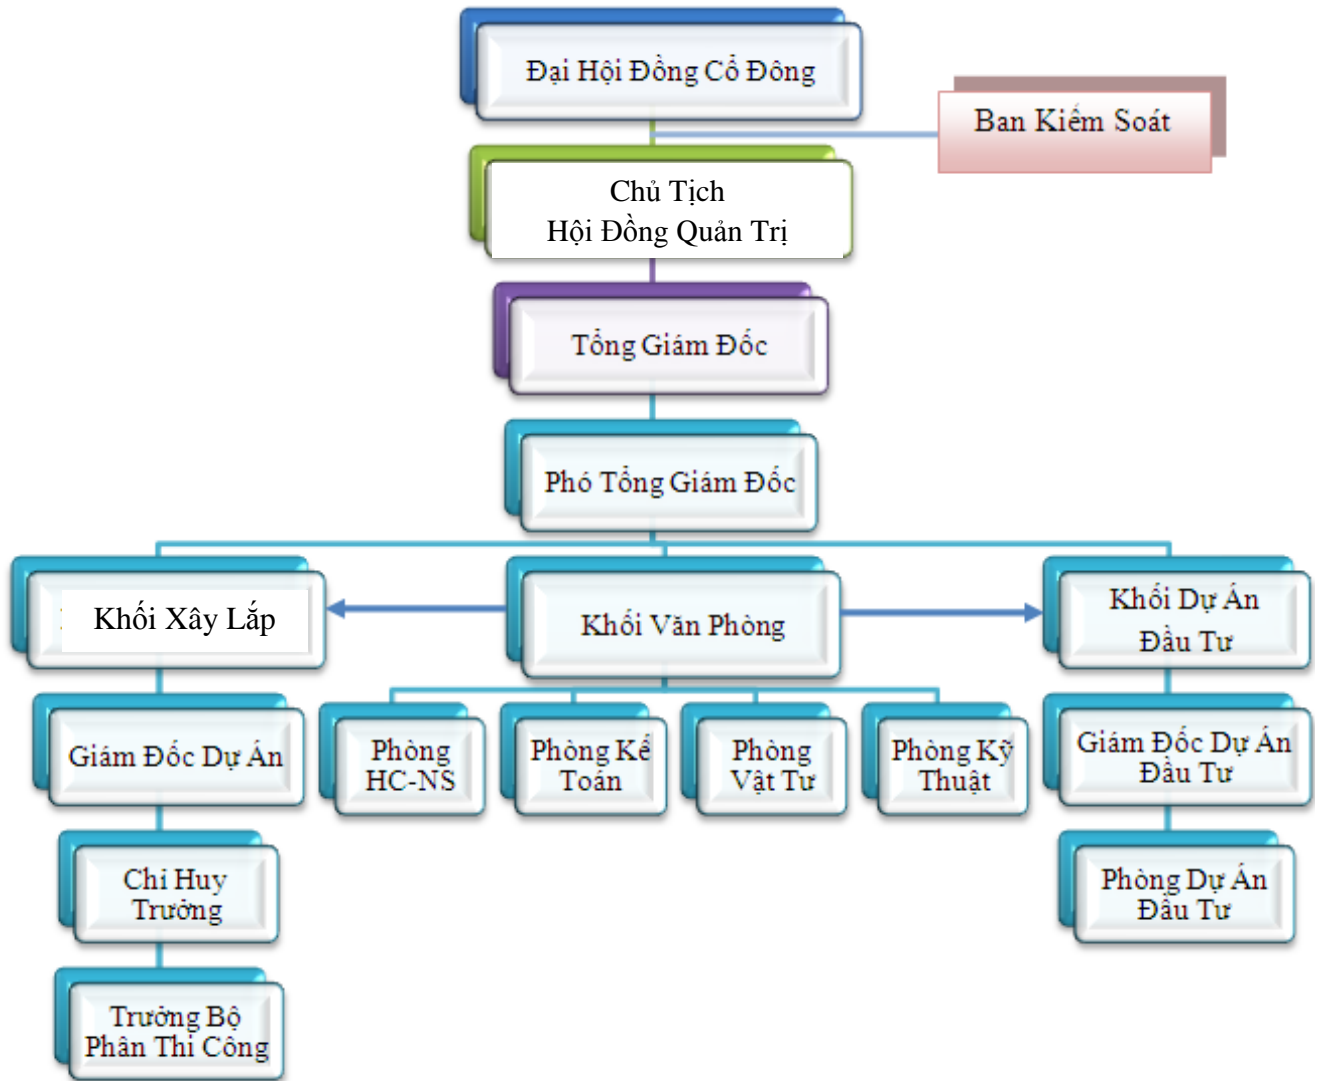 Đại Hội Đồng Cổ Đông
Ban Kiểm Soát
Chủ Tịch
Hội Đồng Quản Trị
Tổng Giám Đốc
Phó Tổng Giám Đốc
Khối Xây Lắp
Khối Văn Phòng
Khối Dự Án
Đầu Tư
Giám Đốc Dự Án
Phòng
HC-NS
Phòng Kế
Toán
Phòng
Vật Tư
Phòng Kỹ
Thuật
Giám Đốc Dự Án
Đầu Tư
Chỉ Huy
Trưởng
Phòng Dự Án
Đầu Tư
Trưởng Bộ
Phân Thi Công